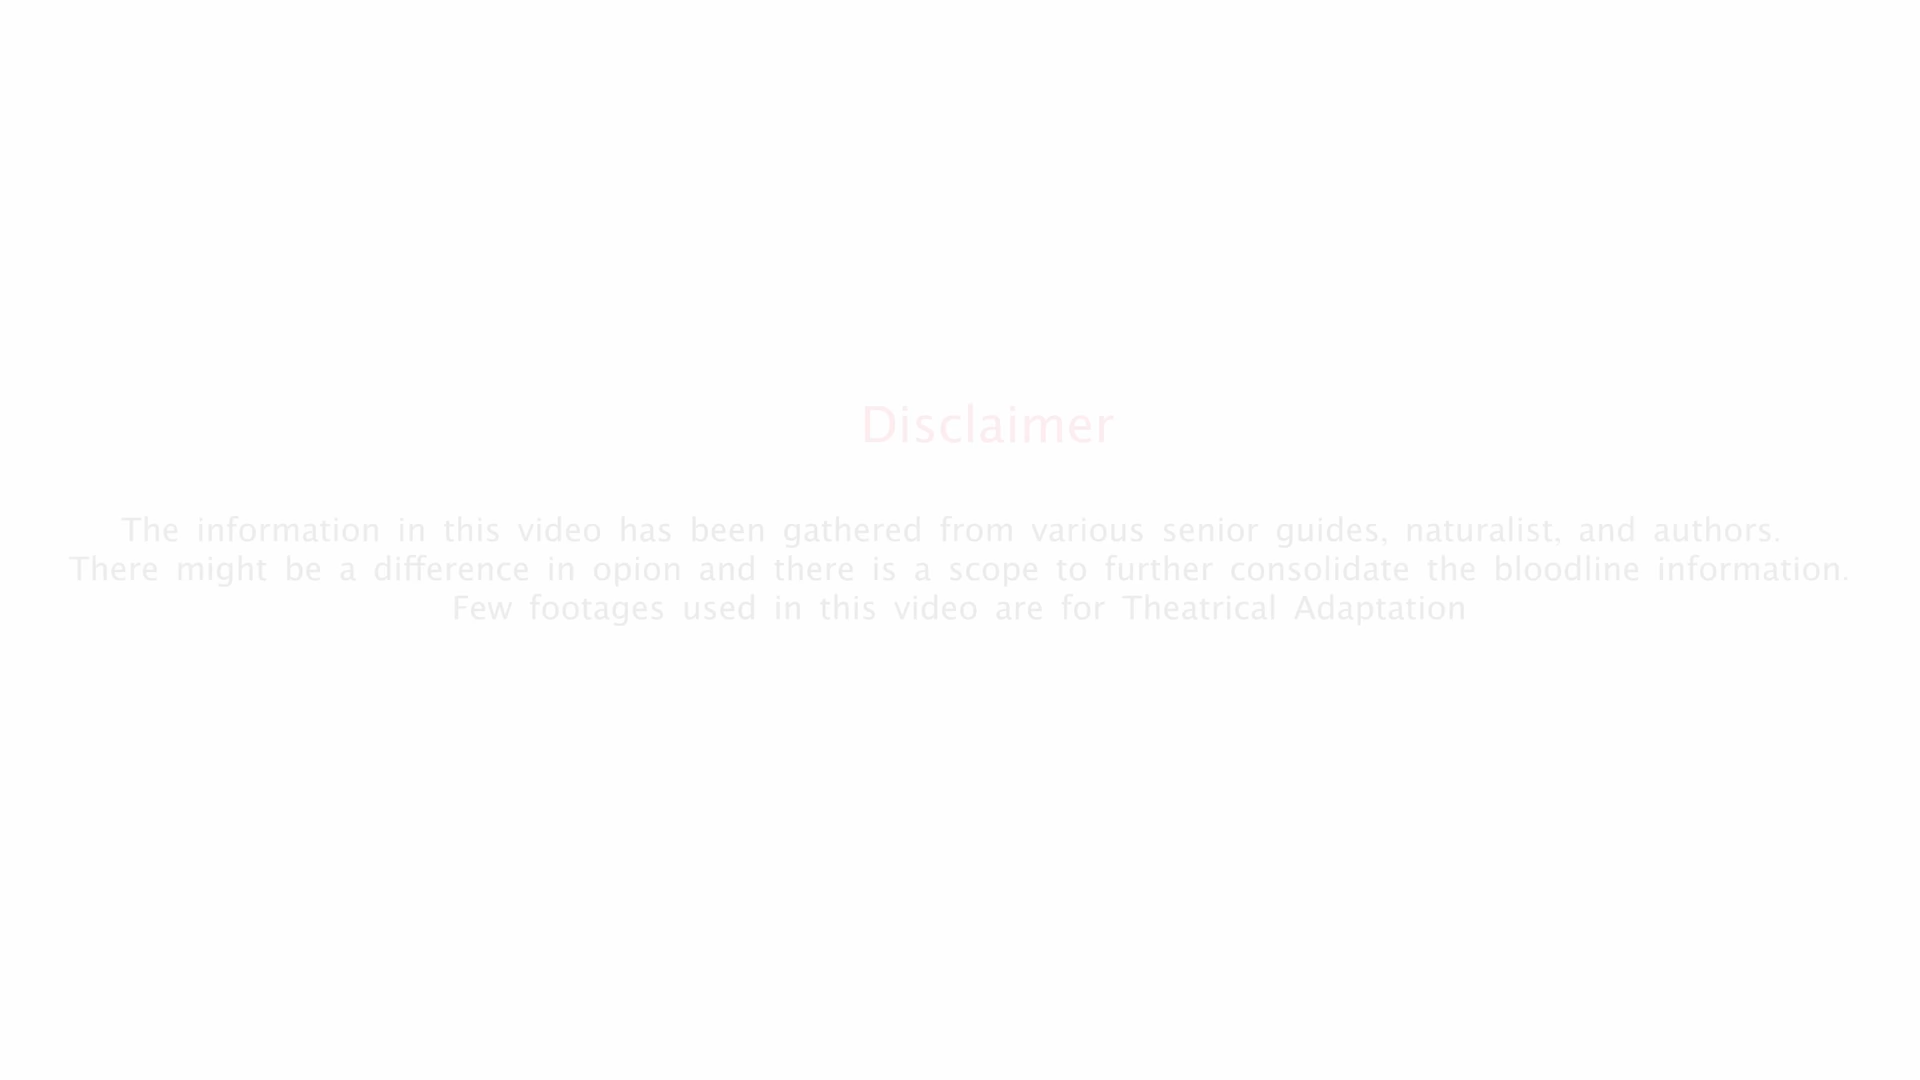 Disclaimer
The information in this video has been gathered from various senior guides, naturalist, and authors.
There might be a difference in opion and there is a scope to further consolidate the bloodline information.
Few footages used in this video are for Theatrical Adaptation